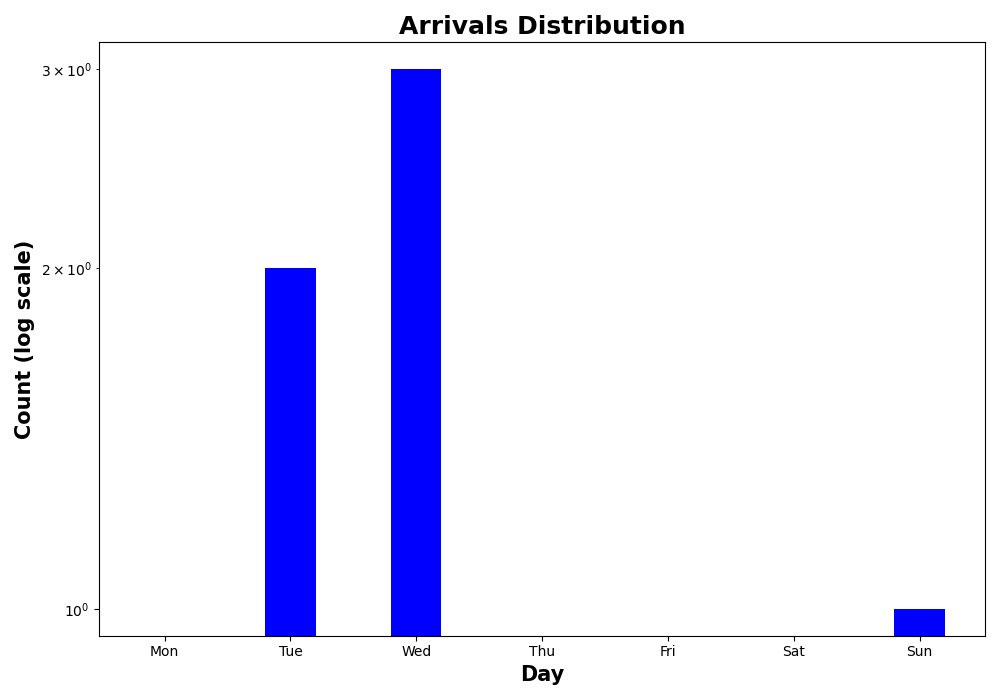 Arrivals Distribution
3 × 10⁰
2 × 10⁰
10⁰
Count (log scale)
Mon Tue Wed Thu Fri Sat Sun
Day